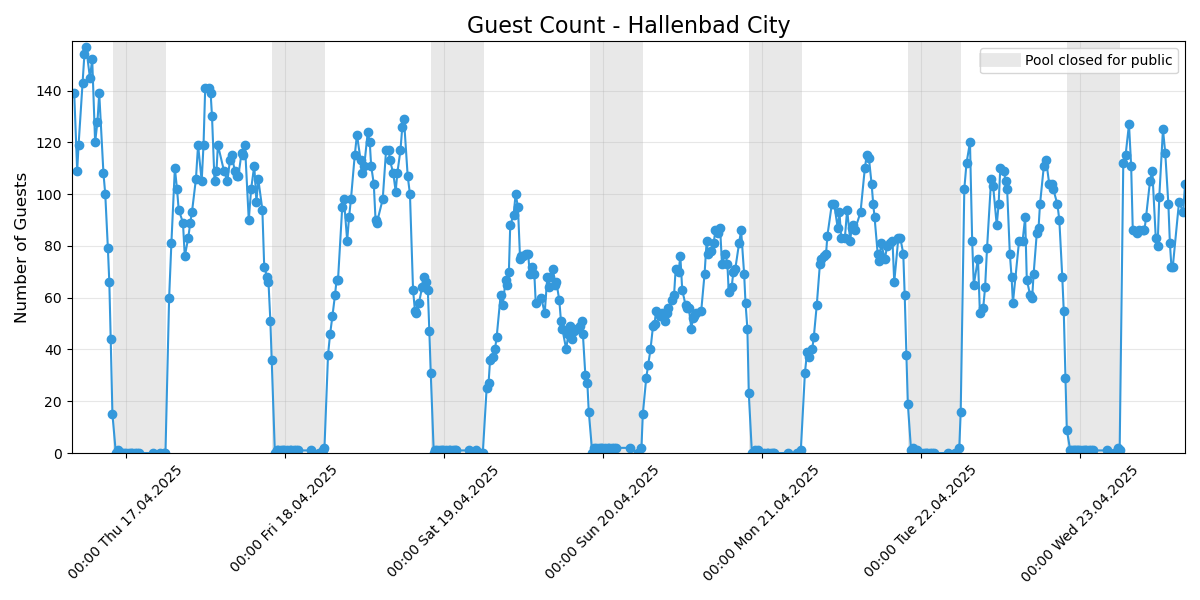 Guest Count - Hallenbad City
Pool closed for public
Number of Guests
140
120
100
80
60
40
20
0
00:00 Thu 17.04.2025
00:00 Fri 18.04.2025
00:00 Sat 19.04.2025
00:00 Sun 20.04.2025
00:00 Mon 21.04.2025
00:00 Tue 22.04.2025
00:00 Wed 23.04.2025